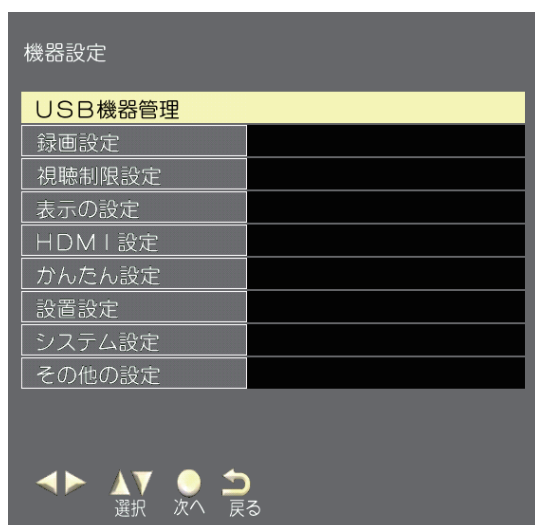 機器設定
USB機器管理
録画設定
視聴制限設定
表示の設定
HDMI設定
かんたん設定
設置設定
システム設定
その他の設定
選択 次へ 戻る